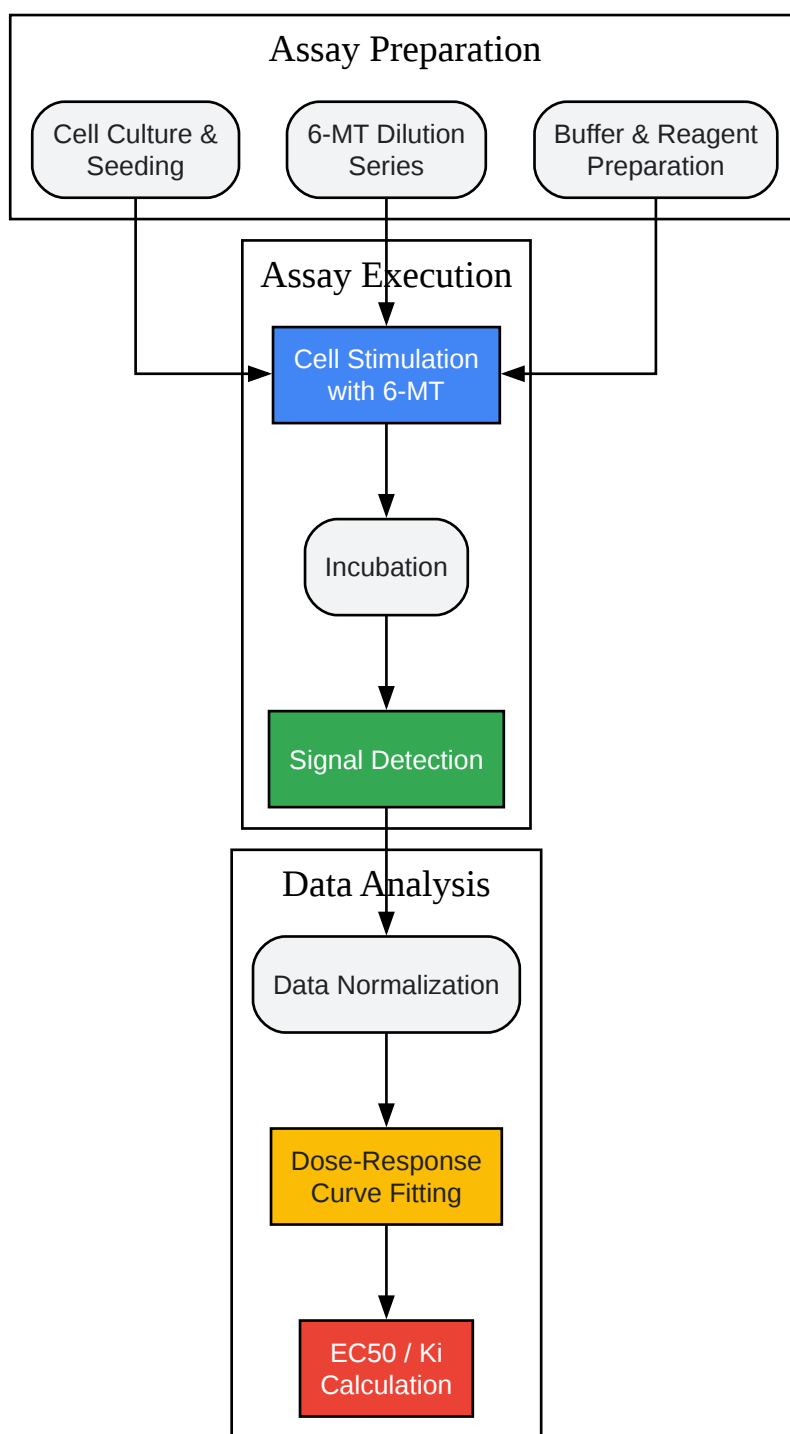 Assay Preparation
Cell Culture &
Seeding
6-MT Dilution
Series
Buffer & Reagent
Preparation
Assay Execution
Cell Stimulation
with 6-MT
Incubation
Signal Detection
Data Analysis
Data Normalization
Dose-Response
Curve Fitting
EC50 / Ki
Calculation